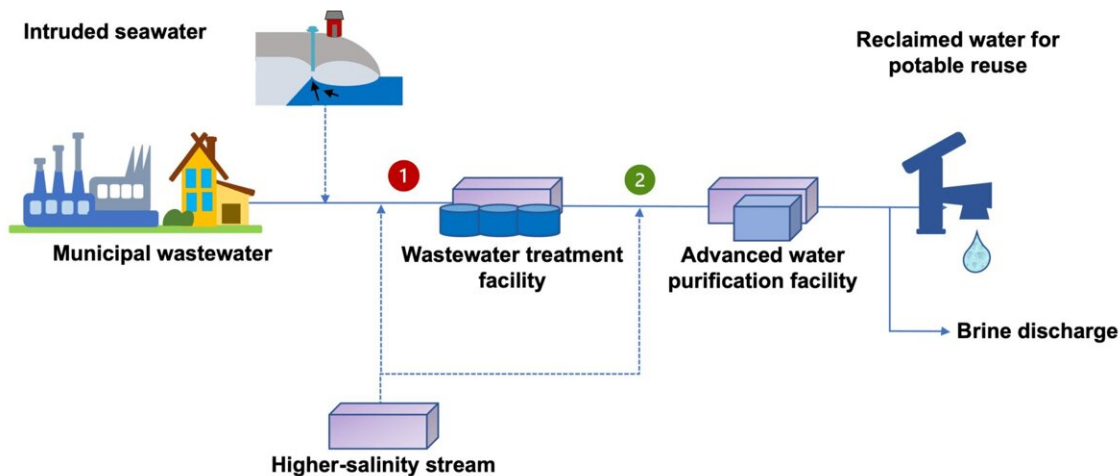 Intruded seawater
Reclaimed water for
potable reuse
1
2
Municipal wastewater
Wastewater treatment
facility
Advanced water
purification facility
Brine discharge
Higher-salinity stream